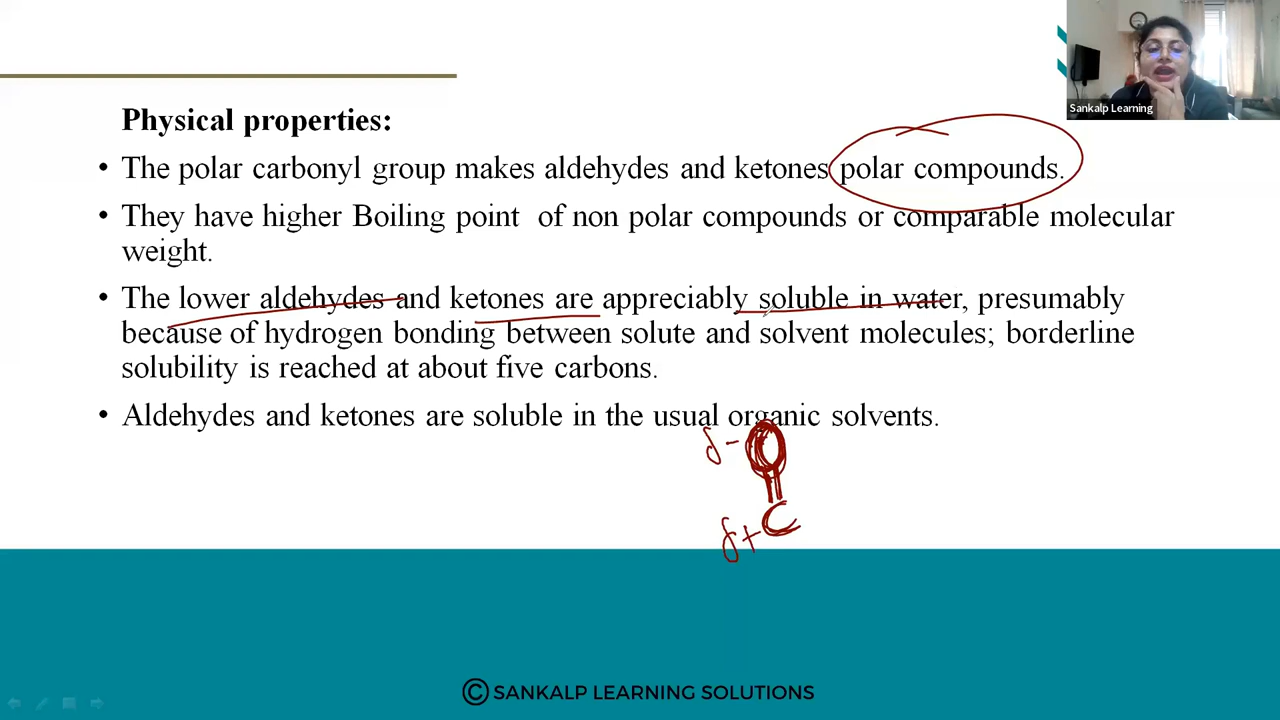 Sankalp Learning
Physical properties:
• The polar carbonyl group makes aldehydes and ketones polar compounds.
• They have higher Boiling point of non polar compounds or comparable molecular
weight.
• The lower aldehydes and ketones are appreciably soluble in water, presumably
because of hydrogen bonding between solute and solvent molecules; borderline
solubility is reached at about five carbons.
• Aldehydes and ketones are soluble in the usual organic solvents.
δ- O
δ+ C
© SANKALP LEARNING SOLUTIONS